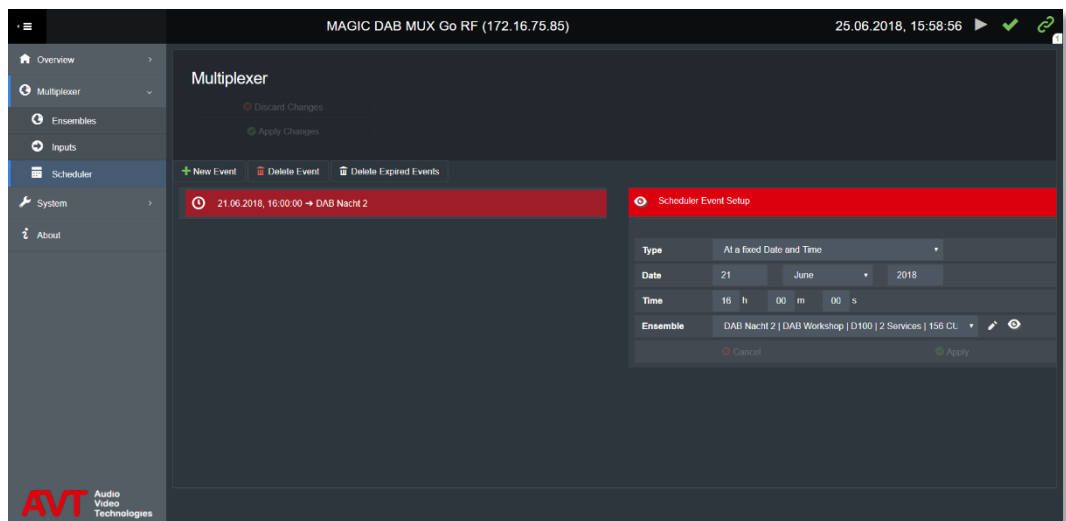 MAGIC DAB MUX Go RF (172.16.75.85) 25.06.2018, 15:58:56
1
Overview
Multiplexer
Ensembles
Inputs
Scheduler
System
About
Multiplexer
Discard Changes
Apply Changes
New Event Delete Event Delete Expired Events
21.06.2018, 16:00:00 → DAB Nacht 2
Scheduler Event Setup
Type At a fixed Date and Time
Date 21 June 2018
Time 16 h 00 m 00 s
Ensemble DAB Nacht 2 | DAB Workshop | D100 | 2 Services | 156 CU
Cancel Apply
AVT Audio
Video
Technologies